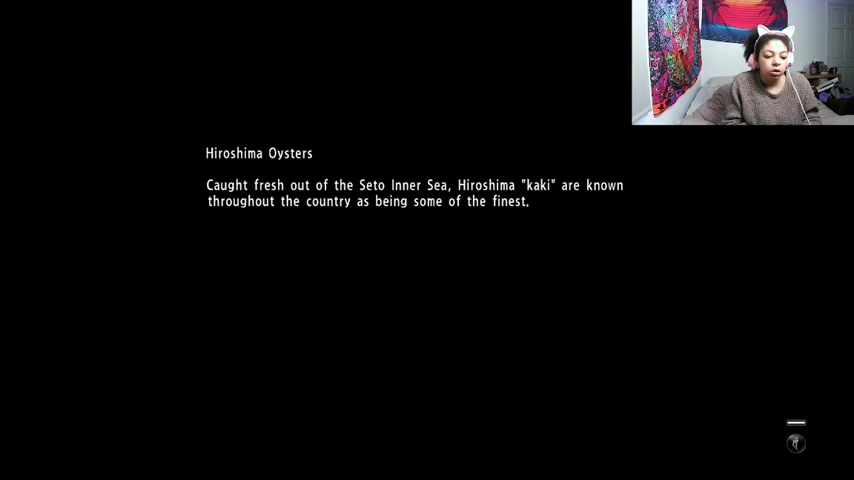 Hiroshima Oysters
Caught fresh out of the Seto Inner Sea, Hiroshima "kaki" are known
throughout the country as being some of the finest.